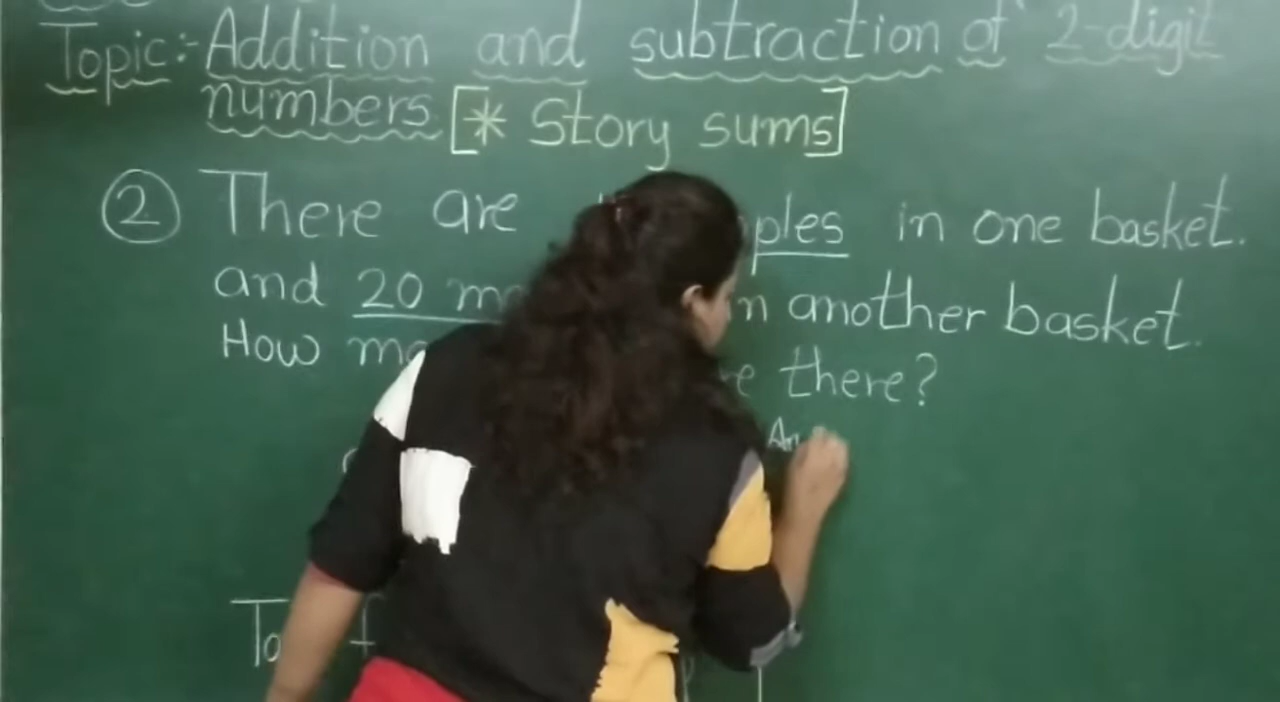 Topic:- Addition and subtraction of 2-digit
numbers [* Story sums]
② There are ples in one basket.
and 20 m n another basket.
How m e there?
An
To f